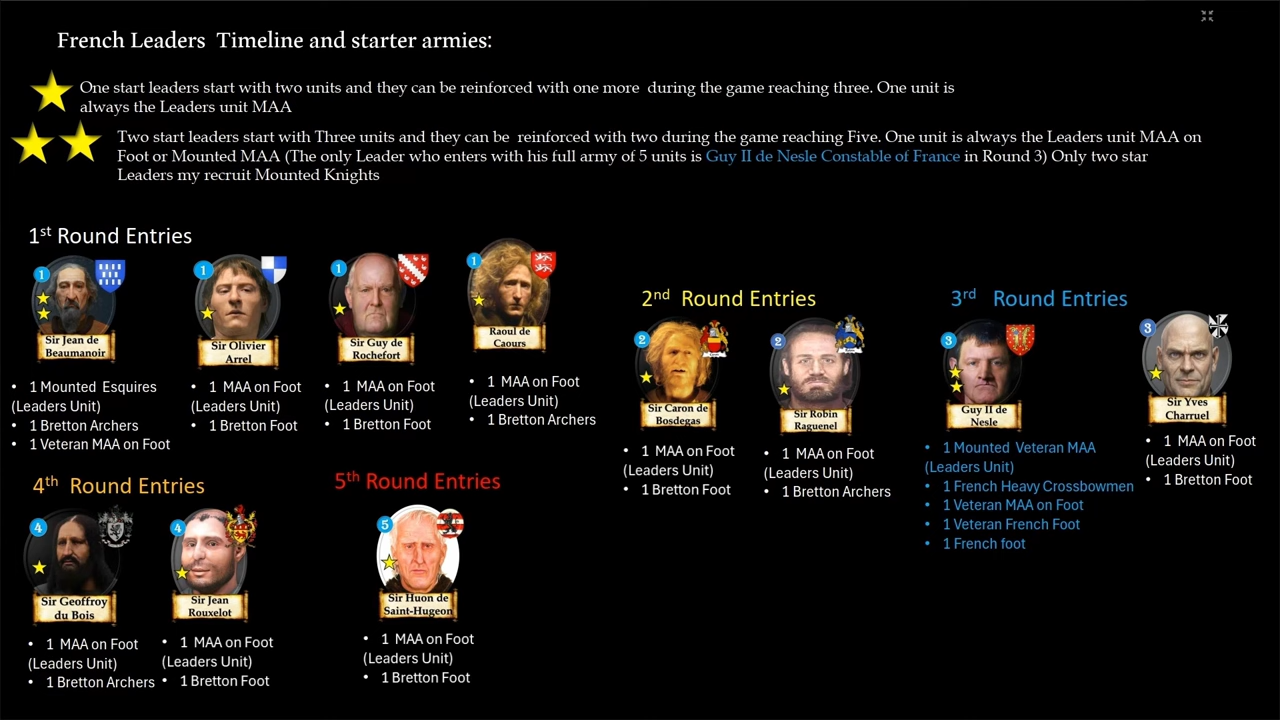 French Leaders Timeline and starter armies:
One start leaders start with two units and they can be reinforced with one more during the game reaching three. One unit is
always the Leaders unit MAA
Two start leaders start with Three units and they can be reinforced with two during the game reaching Five. One unit is always the Leaders unit MAA on
Foot or Mounted MAA (The only Leader who enters with his full army of 5 units is Guy II de Nesle Constable of France in Round 3) Only two star
Leaders my recruit Mounted Knights
1st Round Entries
1
Sir Jean de
Beaumanoir
• 1 Mounted Esquires
(Leaders Unit)
• 1 Bretton Archers
• 1 Veteran MAA on Foot
1
Sir Olivier
Arrel
• 1 MAA on Foot
(Leaders Unit)
• 1 Bretton Foot
1
Sir Guy de
Rochefort
• 1 MAA on Foot
(Leaders Unit)
• 1 Bretton Foot
1
Raoul de
Caours
• 1 MAA on Foot
(Leaders Unit)
• 1 Bretton Archers
2nd Round Entries
2
Sir Caron de
Bosdegas
• 1 MAA on Foot
(Leaders Unit)
• 1 Bretton Foot
2
Sir Robin
Raguenel
• 1 MAA on Foot
(Leaders Unit)
• 1 Bretton Archers
3rd Round Entries
3
Guy II de
Nesle
• 1 Mounted Veteran MAA
(Leaders Unit)
• 1 French Heavy Crossbowmen
• 1 Veteran MAA on Foot
• 1 Veteran French Foot
• 1 French foot
3
Sir Yves
Charruel
• 1 MAA on Foot
(Leaders Unit)
• 1 Bretton Foot
4th Round Entries
4
Sir Geoffroy
du Bois
• 1 MAA on Foot
(Leaders Unit)
• 1 Bretton Archers
4
Sir Jean
Rouxelot
• 1 MAA on Foot
(Leaders Unit)
• 1 Bretton Foot
5th Round Entries
5
Sir Huon de
Saint-Hugeon
• 1 MAA on Foot
(Leaders Unit)
• 1 Bretton Foot